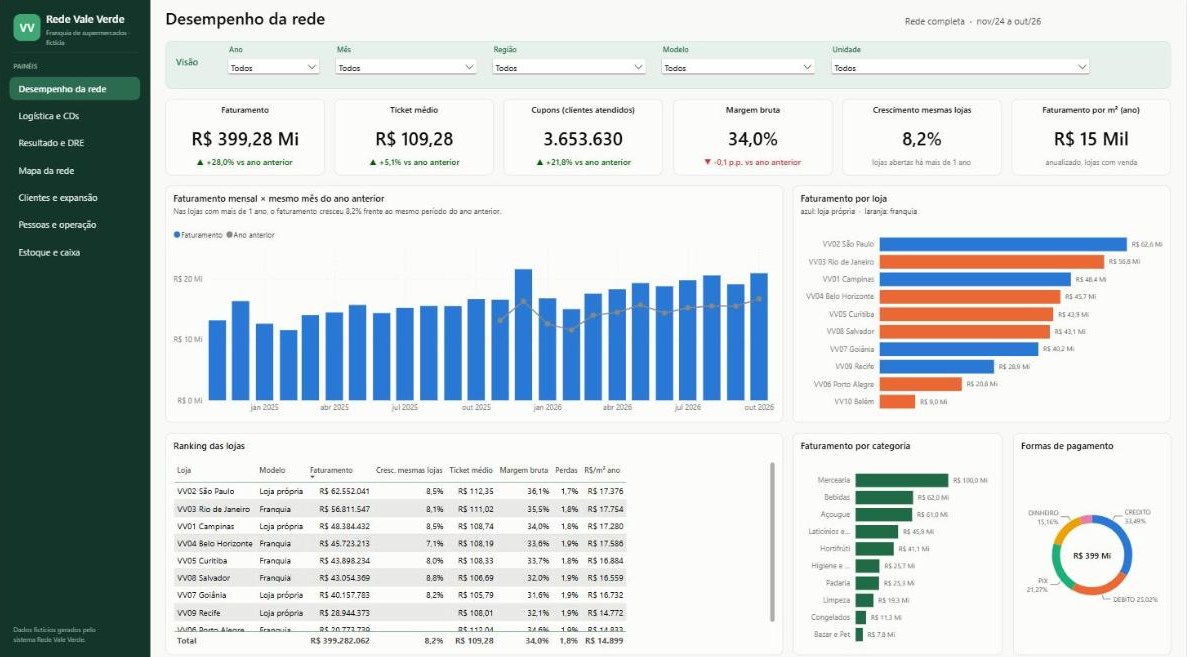 VV
Rede Vale Verde
Franquia de supermercados ·
fictícia
PAINÉIS
Desempenho da rede
Logística e CDs
Resultado e DRE
Mapa da rede
Clientes e expansão
Pessoas e operação
Estoque e caixa
Dados fictícios gerados pelo
sistema Rede Vale Verde.
Desempenho da rede
Rede completa · nov/24 a out/26
Visão
Ano
Todos
Mês
Todos
Região
Todos
Modelo
Todos
Unidade
Todos
Faturamento
R$ 399,28 Mi
▲ +28,0% vs ano anterior
Ticket médio
R$ 109,28
▲ +5,1% vs ano anterior
Cupons (clientes atendidos)
3.653.630
▲ +21,8% vs ano anterior
Margem bruta
34,0%
▼ -0,1 p.p. vs ano anterior
Crescimento mesmas lojas
8,2%
lojas abertas há mais de 1 ano
Faturamento por m² (ano)
R$ 15 Mil
anualizado, lojas com venda
Faturamento mensal × mesmo mês do ano anterior
Nas lojas com mais de 1 ano, o faturamento cresceu 8,2% frente ao mesmo período do ano anterior.
Faturamento Ano anterior
R$ 20 Mi
R$ 10 Mi
R$ 0 Mi
jan 2025 abr 2025 jul 2025 out 2025 jan 2026 abr 2026 jul 2026 out 2026
Faturamento por loja
azul: loja própria · laranja: franquia
VV02 São Paulo R$ 62,6 Mi
VV03 Rio de Janeiro R$ 56,8 Mi
VV01 Campinas R$ 48,4 Mi
VV04 Belo Horizonte R$ 45,7 Mi
VV05 Curitiba R$ 43,9 Mi
VV08 Salvador R$ 43,1 Mi
VV07 Goiânia R$ 40,2 Mi
VV09 Recife R$ 28,9 Mi
VV06 Porto Alegre R$ 20,8 Mi
VV10 Belém R$ 9,0 Mi
Ranking das lojas
Loja Modelo Faturamento Cresc. mesmas lojas Ticket médio Margem bruta Perdas R$/m² ano
VV02 São Paulo Loja própria R$ 62.552.041 8,5% R$ 112,35 36,1% 1,7% R$ 17.376
VV03 Rio de Janeiro Franquia R$ 56.811.547 8,1% R$ 111,02 35,5% 1,8% R$ 17.754
VV01 Campinas Loja própria R$ 48.384.432 8,5% R$ 108,74 34,0% 1,8% R$ 17.280
VV04 Belo Horizonte Franquia R$ 45.723.213 7,1% R$ 108,19 33,6% 1,9% R$ 17.586
VV05 Curitiba Franquia R$ 43.898.234 8,0% R$ 108,33 33,7% 1,8% R$ 16.884
VV08 Salvador Franquia R$ 43.054.369 8,8% R$ 106,69 32,0% 1,9% R$ 16.559
VV07 Goiânia Loja própria R$ 40.157.783 8,2% R$ 105,79 31,6% 1,9% R$ 16.732
VV09 Recife Loja própria R$ 28.944.373 R$ 108,01 32,1% 1,9% R$ 14.772
VV06 Porto Alegre Franquia R$ 20.773.739 R$ 112,04 34,6% 1,9% R$ 14.833
Total R$ 399.282.062 8,2% R$ 109,28 34,0% 1,8% R$ 14.899
Faturamento por categoria
Mercearia R$ 100,0 Mi
Bebidas R$ 62,0 Mi
Açougue R$ 61,0 Mi
Laticínios e... R$ 45,9 Mi
Hortifrúti R$ 41,1 Mi
Higiene e ... R$ 25,7 Mi
Padaria R$ 25,3 Mi
Limpeza R$ 19,3 Mi
Congelados R$ 11,3 Mi
Bazar e Pet R$ 7,8 Mi
Formas de pagamento
DINHEIRO
15,16%
CREDITO
33,49%
R$ 399 Mi
PIX
21,27%
DEBITO 25,02%